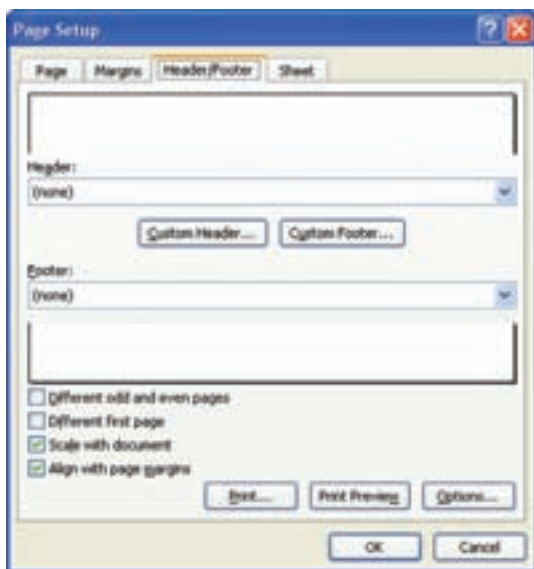 Page Setup
Page Margins Header/Footer Sheet
Header:
(none)
Custom Header... Custom Footer...
Footer:
(none)
Different odd and even pages
Different first page
Scale with document
Align with page margins
Print... Print Preview Options...
OK Cancel